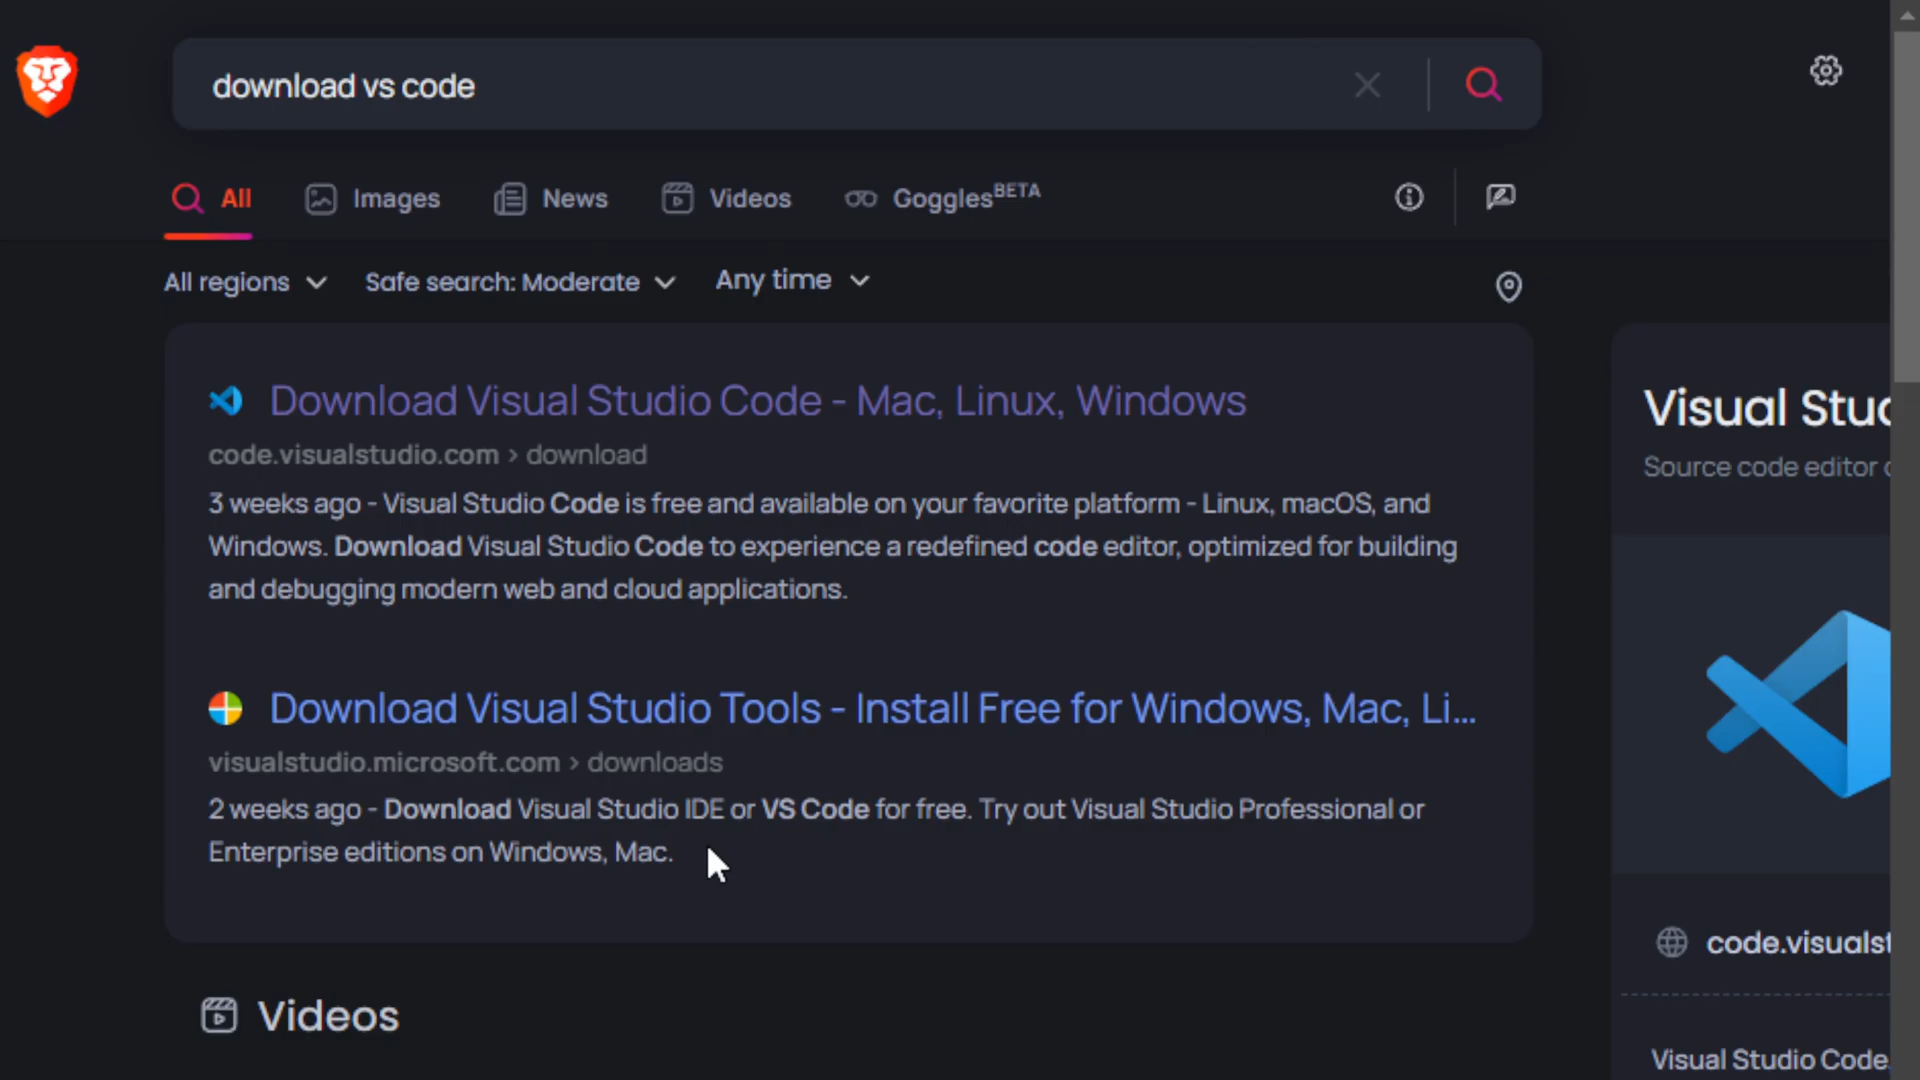 download vs code
All
Images
News
Videos
Goggles BETA
All regions
Safe search: Moderate
Any time
Download Visual Studio Code - Mac, Linux, Windows
code.visualstudio.com › download
3 weeks ago - Visual Studio Code is free and available on your favorite platform - Linux, macOS, and
Windows. Download Visual Studio Code to experience a redefined code editor, optimized for building
and debugging modern web and cloud applications.
Download Visual Studio Tools - Install Free for Windows, Mac, Li...
visualstudio.microsoft.com › downloads
2 weeks ago - Download Visual Studio IDE or VS Code for free. Try out Visual Studio Professional or
Enterprise editions on Windows, Mac.
Videos
Visual Stu
Source code editor
code.visualst
Visual Studio Code